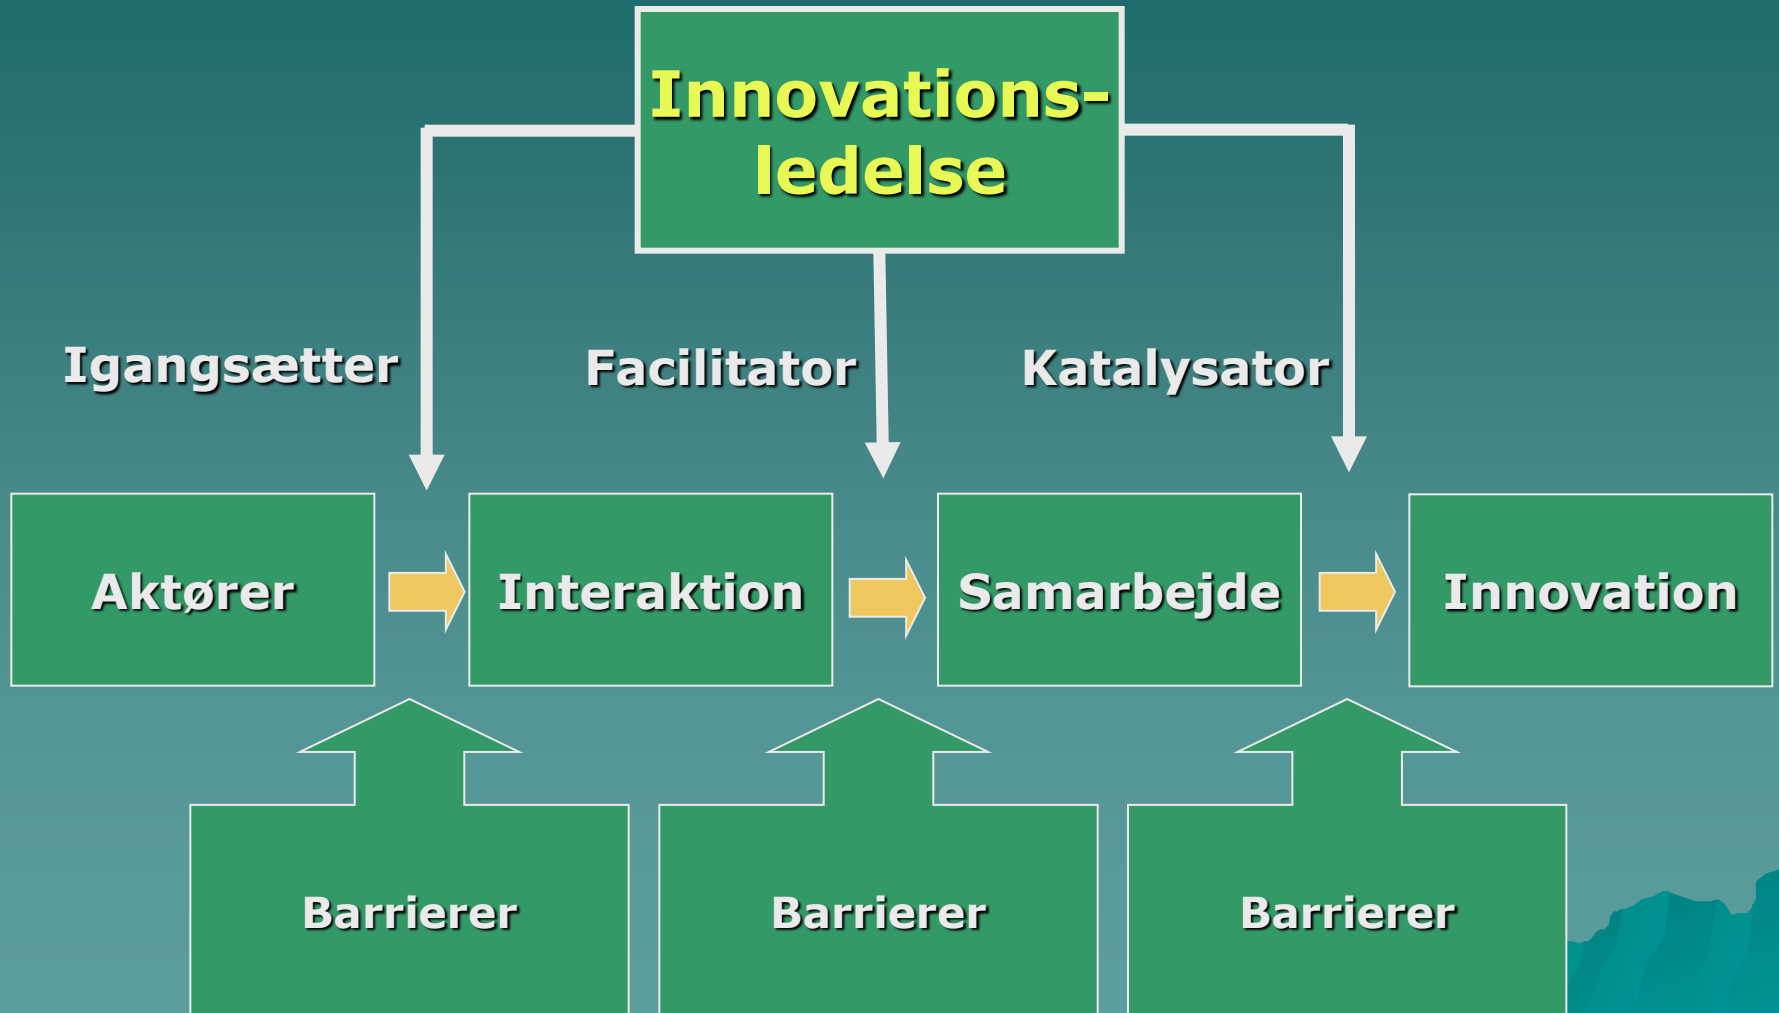 Innovations-
ledelse
Igangsætter
Facilitator
Katalysator
Aktører
Interaktion
Samarbejde
Innovation
Barrierer
Barrierer
Barrierer